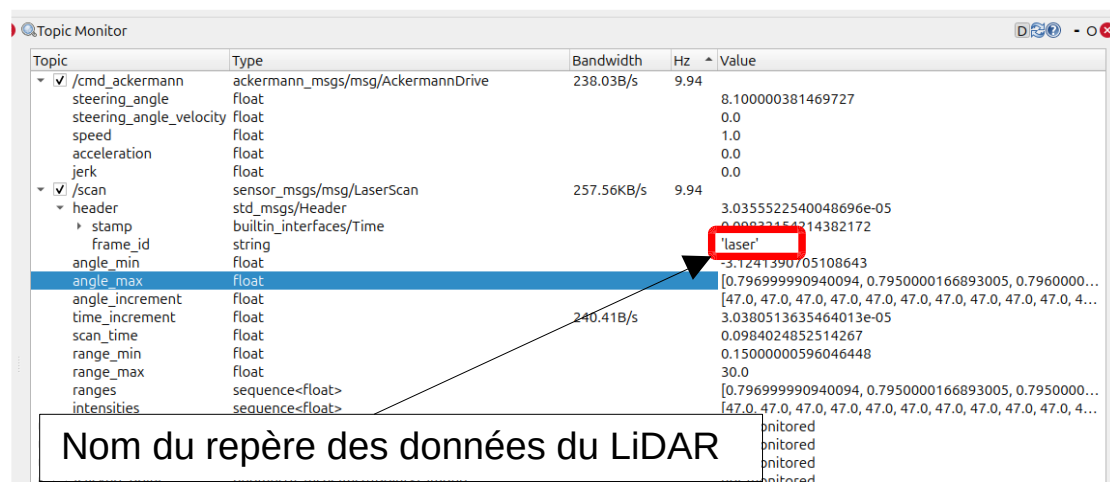 Topic Monitor D - O
Topic Type Bandwidth Hz Value
/cmd_ackermann ackermann_msgs/msg/AckermannDrive 238.03B/s 9.94
steering_angle float 8.100000381469727
steering_angle_velocity float 0.0
speed float 1.0
acceleration float 0.0
jerk float 0.0
/scan sensor_msgs/msg/LaserScan 257.56KB/s 9.94
header std_msgs/Header 3.0355522540048696e-05
stamp builtin_interfaces/Time
frame_id string 'laser'
angle_min float -3.1241390705108643
angle_max float [0.796999990940094, 0.7950000166893005, 0.7960000...
angle_increment float [47.0, 47.0, 47.0, 47.0, 47.0, 47.0, 47.0, 47.0, 47.0, 4...
time_increment float 240.41B/s 3.0380513635464013e-05
scan_time float 0.0984024852514267
range_min float 0.15000000596046448
range_max float 30.0
ranges sequence<float> [0.796999990940094, 0.7950000166893005, 0.7950000...
intensities sequence<float> [47.0, 47.0, 47.0, 47.0, 47.0, 47.0, 47.0, 47.0, 47.0, 4...
Nom du repère des données du LiDAR